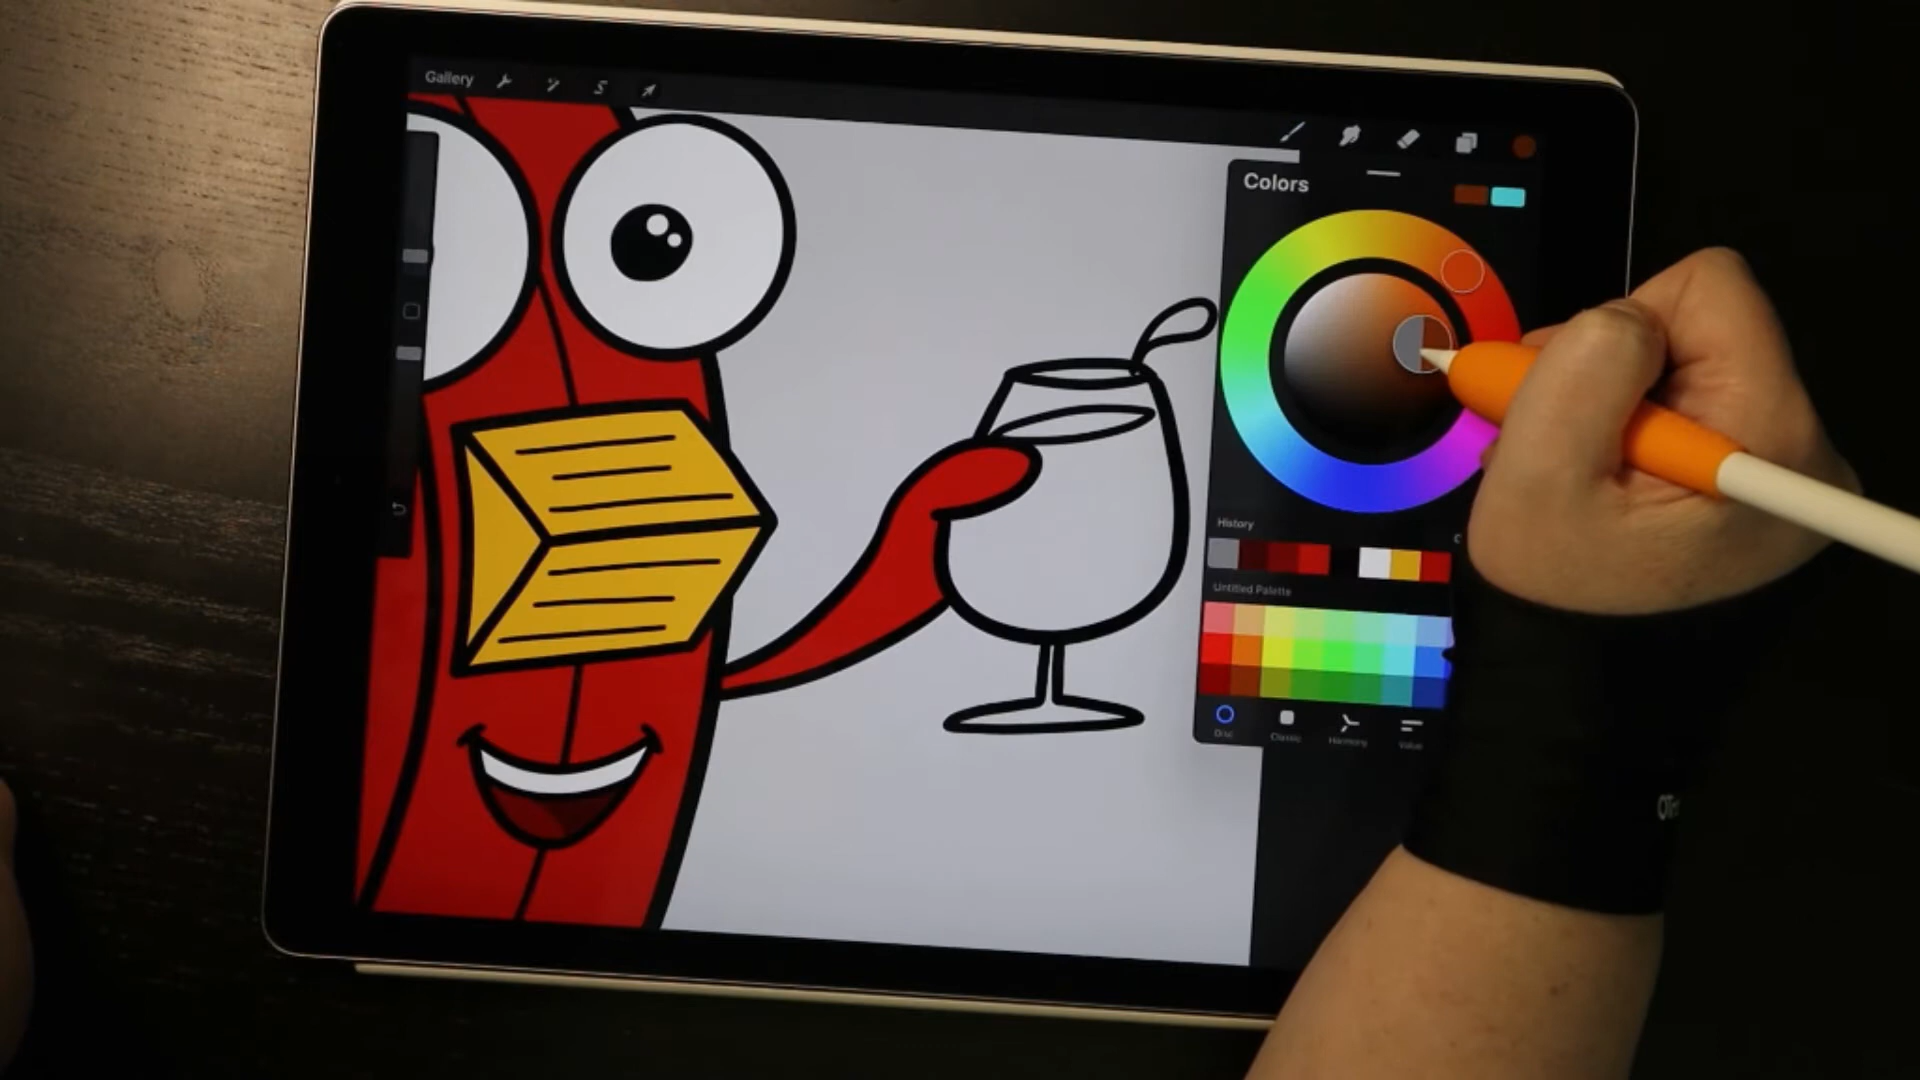 Gallery
S
Colors
History
C
Untitled Palette
Disc
Classic
Harmony
Value